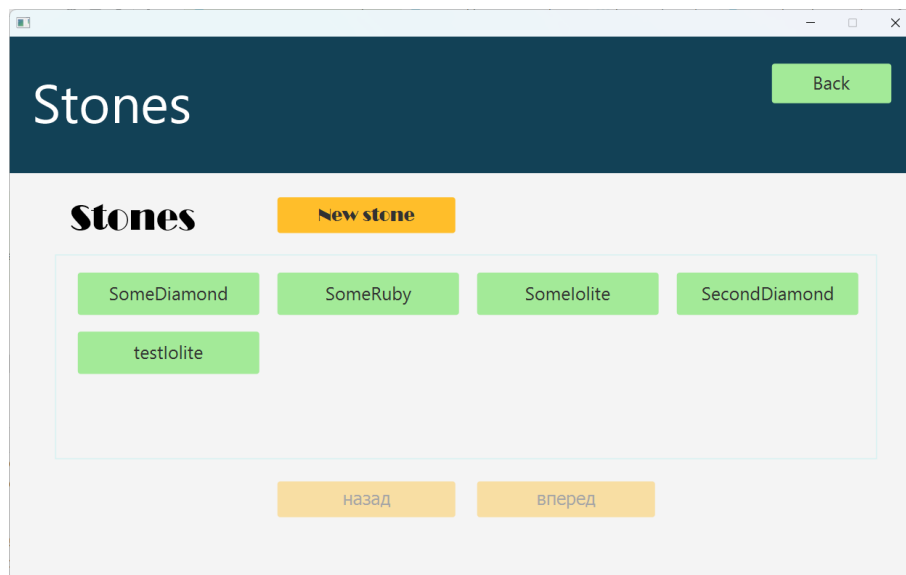 Back
Stones
Stones
New stone
SomeDiamond
SomeRuby
SomeIolite
SecondDiamond
testIolite
назад
вперед